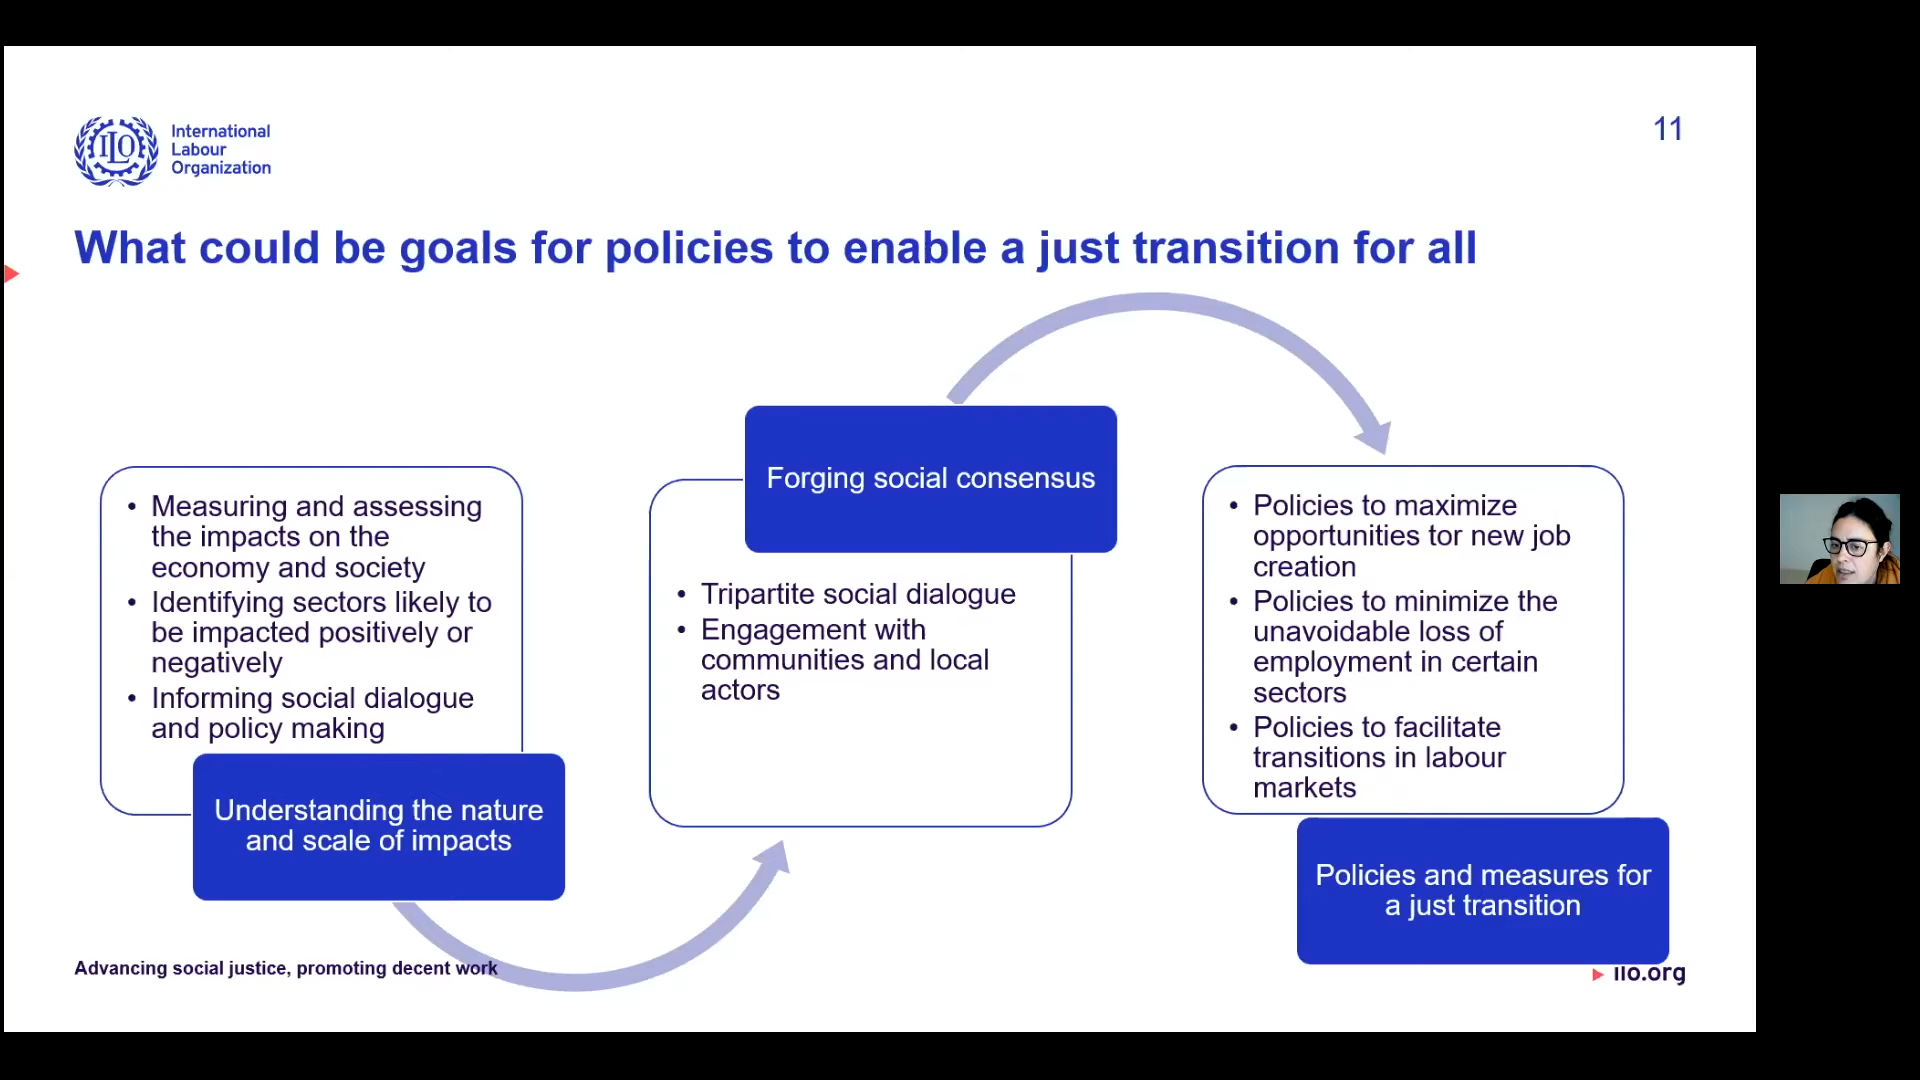 International
Labour
Organization
11
What could be goals for policies to enable a just transition for all
• Measuring and assessing
the impacts on the
economy and society
• Identifying sectors likely to
be impacted positively or
negatively
• Informing social dialogue
and policy making
Understanding the nature
and scale of impacts
Forging social consensus
• Tripartite social dialogue
• Engagement with
communities and local
actors
• Policies to maximize
opportunities tor new job
creation
• Policies to minimize the
unavoidable loss of
employment in certain
sectors
• Policies to facilitate
transitions in labour
markets
Policies and measures for
a just transition
Advancing social justice, promoting decent work
ilo.org